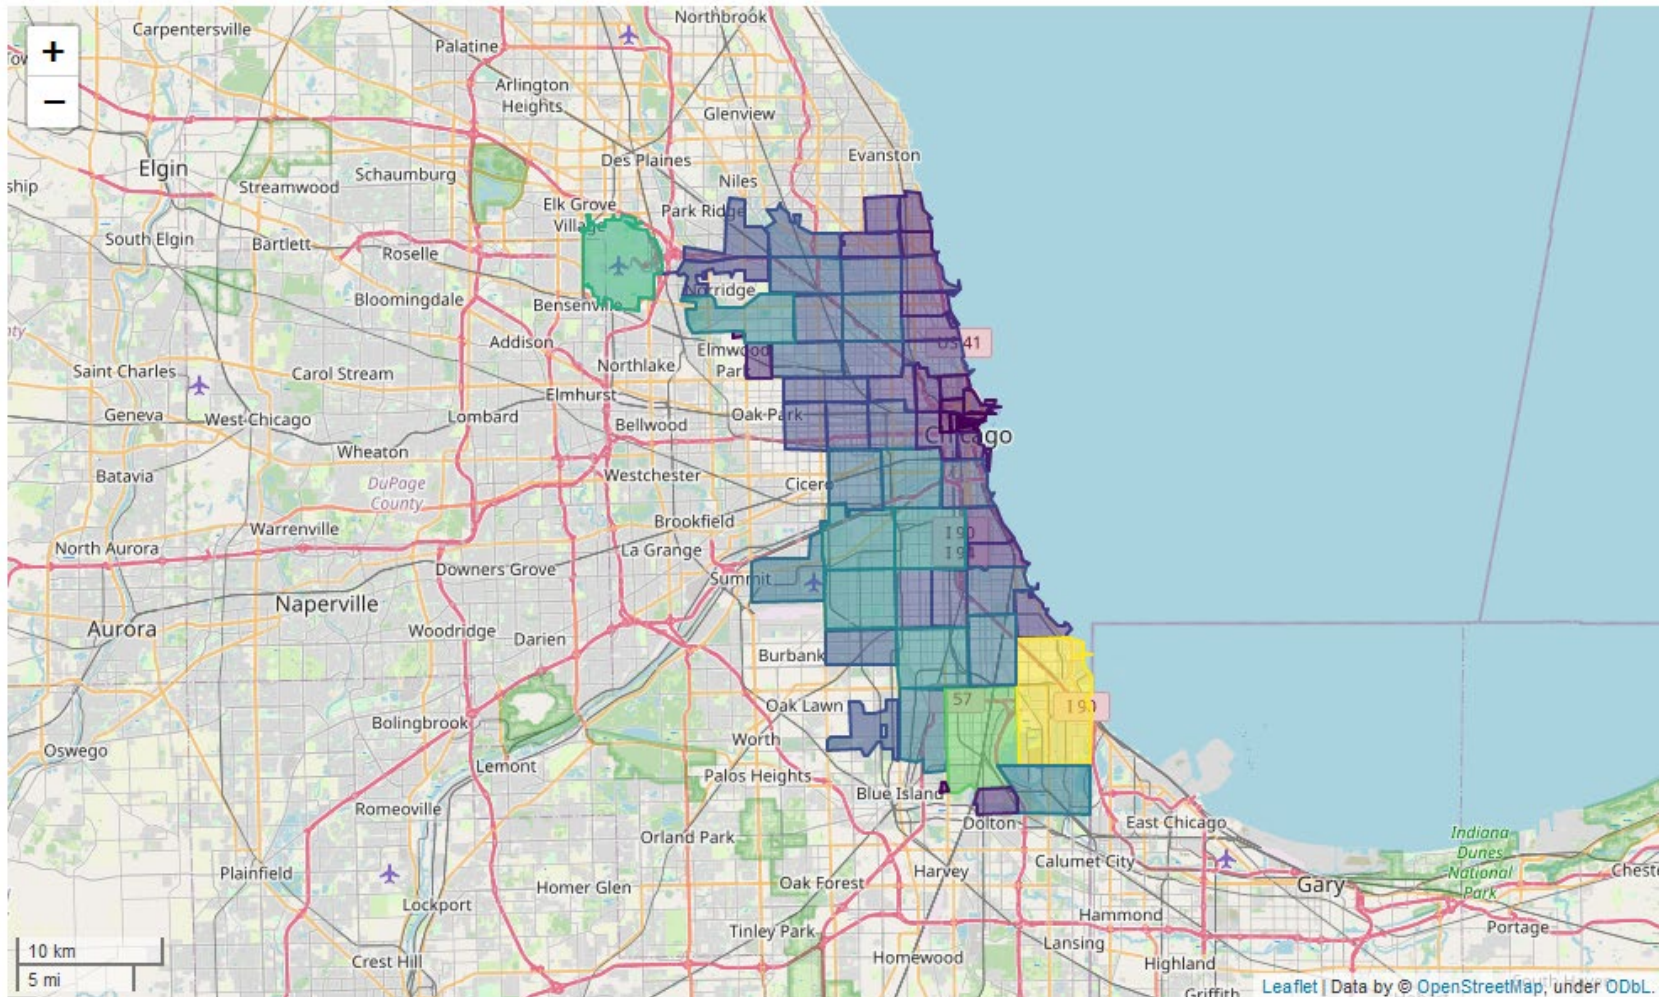 +
−
Carpentersville
Northbrook
Palatine
Arlington
Heights
Glenview
Evanston
Des Plaines
Elgin
Schaumburg
Niles
ship
Streamwood
Elk Grove
Village
Park Ridge
South Elgin
Bartlett
Roselle
Norridge
Bloomingdale
Bensenville
Addison
US 41
Elmwood
Park
Saint Charles
Carol Stream
Northlake
Elmhurst
Geneva
West Chicago
Lombard
Oak Park
Bellwood
Chicago
Wheaton
Batavia
DuPage
County
Westchester
Cicero
Warrenville
Brookfield
I 90
I 94
North Aurora
La Grange
Downers Grove
Summit
Naperville
Aurora
Woodridge
Darien
Burbank
57
I 90
Oak Lawn
Bolingbrook
Worth
Oswego
Lemont
Palos Heights
Blue Island
Romeoville
Dolton
East Chicago
Orland Park
Indiana
Dunes
National
Park
Calumet City
Plainfield
Harvey
Homer Glen
Oak Forest
Gary
Lockport
Hammond
Portage
Tinley Park
Lansing
10 km
5 mi
Crest Hill
Homewood
Highland
Griffith
Leaflet | Data by © OpenStreetMap, under ODbL.